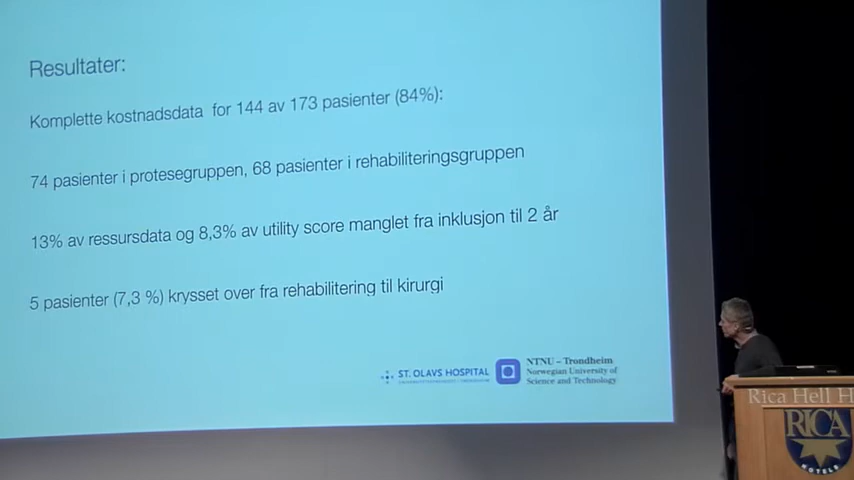 Resultater:
Komplette kostnadsdata for 144 av 173 pasienter (84%):
74 pasienter i protesegruppen, 68 pasienter i rehabiliteringsgruppen
13% av ressursdata og 8,3% av utility score manglet fra inklusjon til 2 år
5 pasienter (7,3 %) krysset over fra rehabilitering til kirurgi
ST. OLAVS HOSPITAL
NTNU – Trondheim
Norwegian University of
Science and Technology
Rica Hell H
RICA
HOTELS